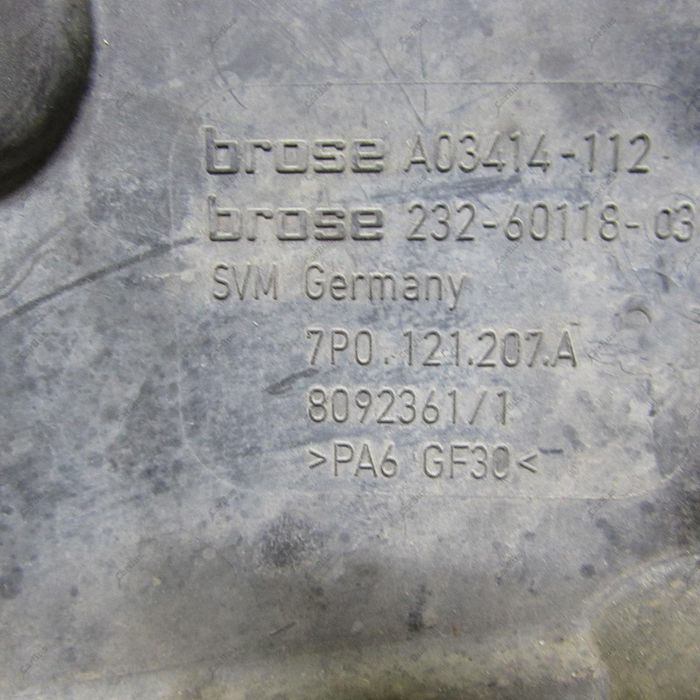 brose A03414-112
brose 232-60118-03
SVM Germany
7P0.121.207.A
8092361/1
>PA6 GF30<